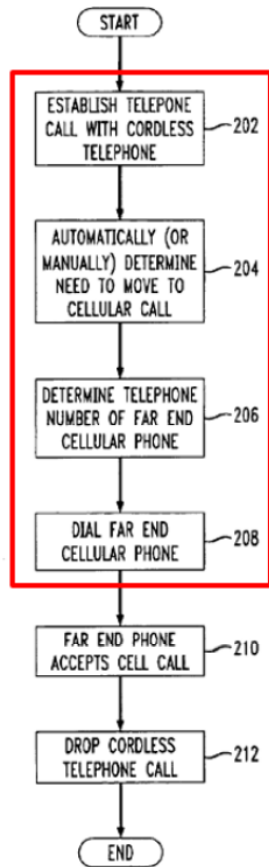 START
ESTABLISH TELEPONE
CALL WITH CORDLESS
TELEPHONE
202
AUTOMATICALLY (OR
MANUALLY) DETERMINE
NEED TO MOVE TO
CELLULAR CALL
204
DETERMINE TELEPHONE
NUMBER OF FAR END
CELLULAR PHONE
206
DIAL FAR END
CELLULAR PHONE
208
FAR END PHONE
ACCEPTS CELL CALL
210
DROP CORDLESS
TELEPHONE CALL
212
END